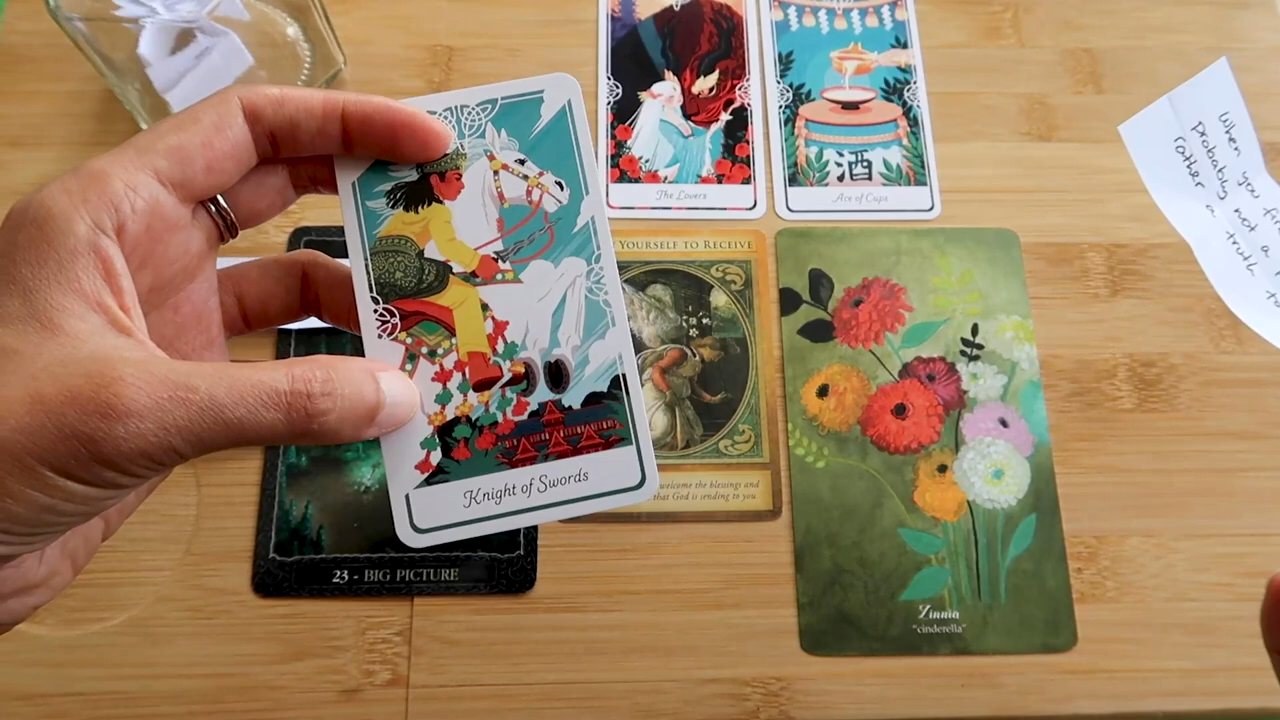 The Lovers
酒
Ace of Cups
YOURSELF TO RECEIVE
welcome the blessings and
that God is sending to you.
Knight of Swords
23 - BIG PICTURE
Zinnia
"cinderella"
When you
probably not a
rather a
truth